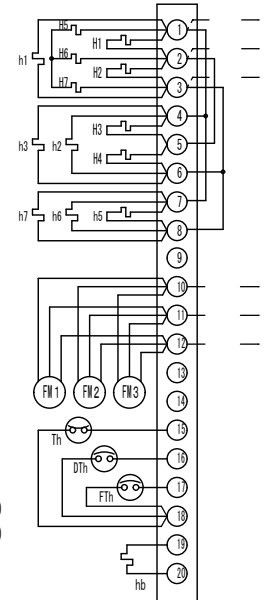 H5 1
H1
h1 H6 2
H2
H7 3
4
H3
h3 h2 5
H4
6
7
h7 h6 h5
8
9
10
11
12
FM1 FM2 FM3
13
14
15
Th
16
DTh
17
FTh
18
19
hb 20